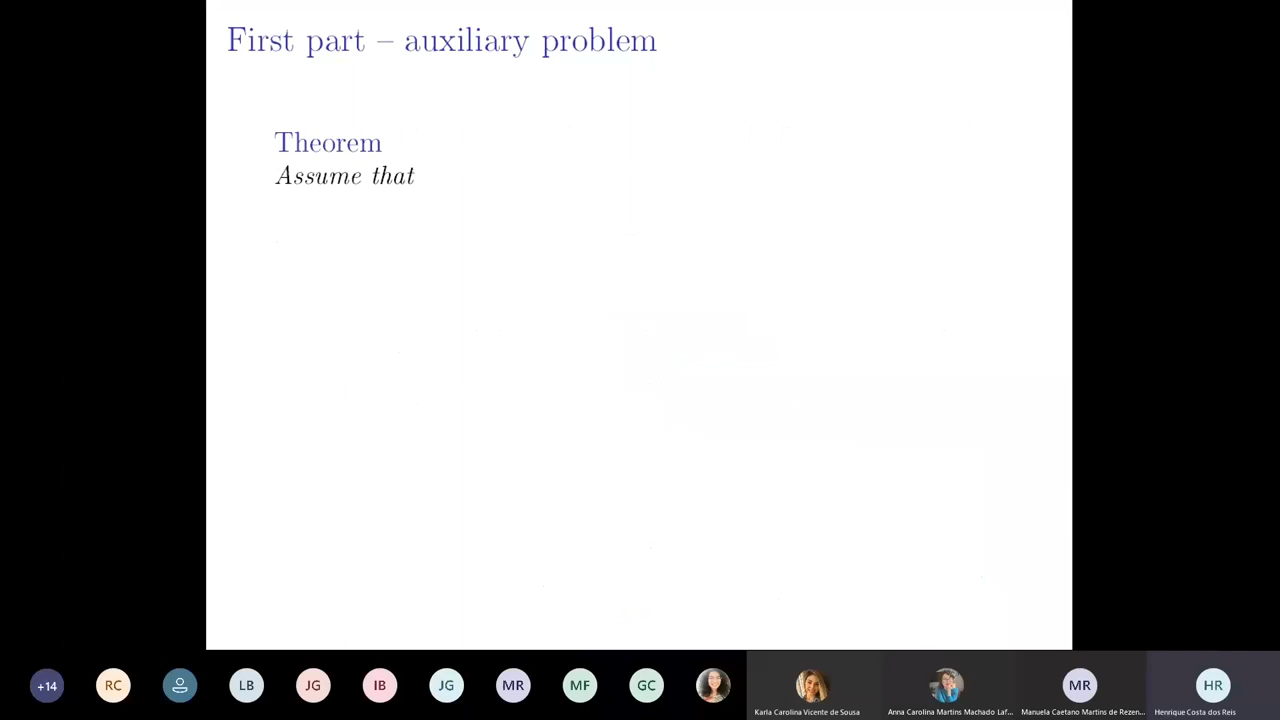 First part – auxiliary problem
Theorem
Assume that
+14 RC LB JG IB JG MR MF GC MR HR
Karla Carolina Vicente de Sousa Anna Carolina Martins Machado Laf... Manuela Caetano Martins de Rezen... Henrique Costa dos Reis